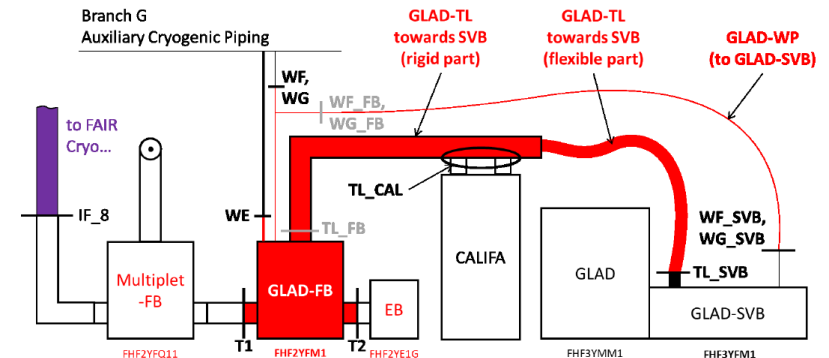 Branch G
Auxiliary Cryogenic Piping
GLAD-TL
towards SVB
(rigid part)
GLAD-TL
towards SVB
(flexible part)
GLAD-WP
(to GLAD-SVB)
WF,
WG
WF_FB,
WG_FB
to FAIR
Cryo...
TL_CAL
IF_8
WE
TL_FB
WF_SVB,
WG_SVB
TL_SVB
Multiplet
-FB
GLAD-FB
EB
CALIFA
GLAD
GLAD-SVB
T1
T2
FHF2YFQ11
FHF2YFM1
FHF2YE1G
FHF3YMM1
FHF3YFM1